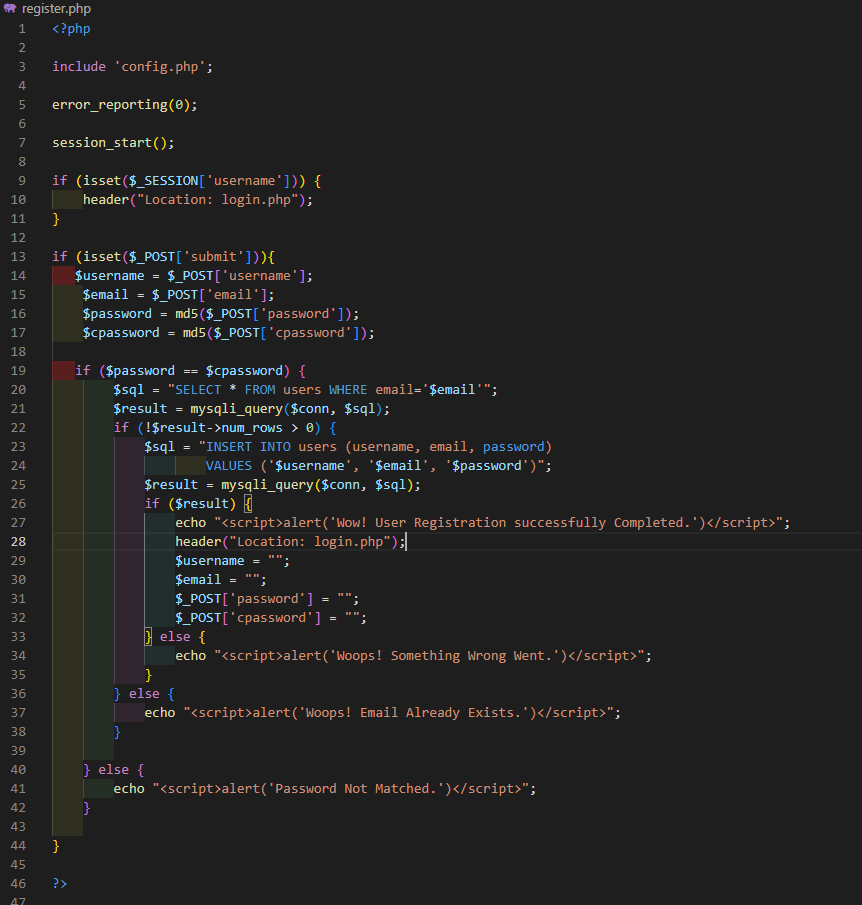 register.php
1 <?php
2
3 include 'config.php';
4
5 error_reporting(0);
6
7 session_start();
8
9 if (isset($_SESSION['username'])) {
10     header("Location: login.php");
11 }
12
13 if (isset($_POST['submit'])){
14    $username = $_POST['username'];
15     $email = $_POST['email'];
16     $password = md5($_POST['password']);
17     $cpassword = md5($_POST['cpassword']);
18
19    if ($password == $cpassword) {
20         $sql = "SELECT * FROM users WHERE email='$email'";
21         $result = mysqli_query($conn, $sql);
22         if (!$result->num_rows > 0) {
23             $sql = "INSERT INTO users (username, email, password)
24                     VALUES ('$username', '$email', '$password')";
25             $result = mysqli_query($conn, $sql);
26             if ($result) {
27                 echo "<script>alert('Wow! User Registration successfully Completed.')</script>";
28                 header("Location: login.php");
29                 $username = "";
30                 $email = "";
31                 $_POST['password'] = "";
32                 $_POST['cpassword'] = "";
33             } else {
34                 echo "<script>alert('Woops! Something Wrong Went.')</script>";
35             }
36         } else {
37             echo "<script>alert('Woops! Email Already Exists.')</script>";
38         }
39
40     } else {
41         echo "<script>alert('Password Not Matched.')</script>";
42     }
43
44 }
45
46 ?>
47